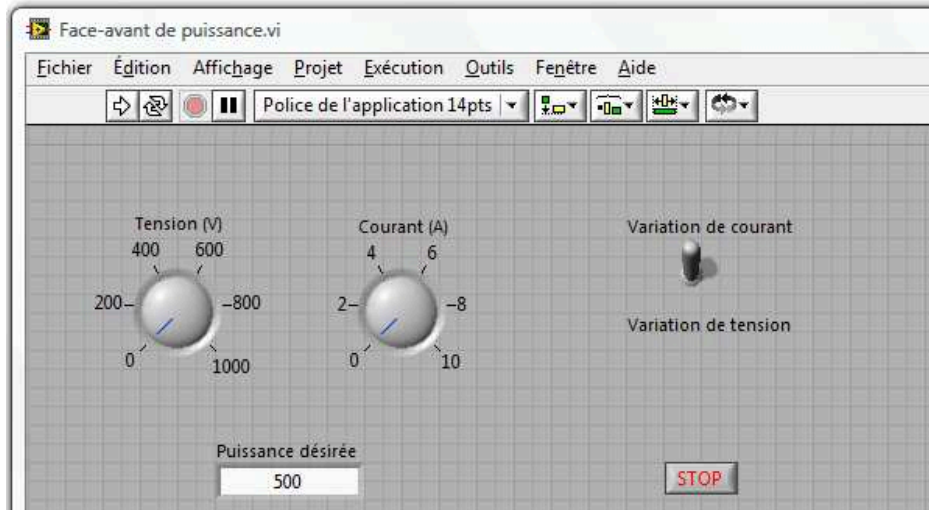 Face-avant de puissance.vi
Fichier Édition Affichage Projet Exécution Outils Fenêtre Aide
Police de l'application 14pts
Tension (V)
400 600
200 800
0 1000
Courant (A)
4 6
2 8
0 10
Variation de courant
Variation de tension
Puissance désirée
500
STOP